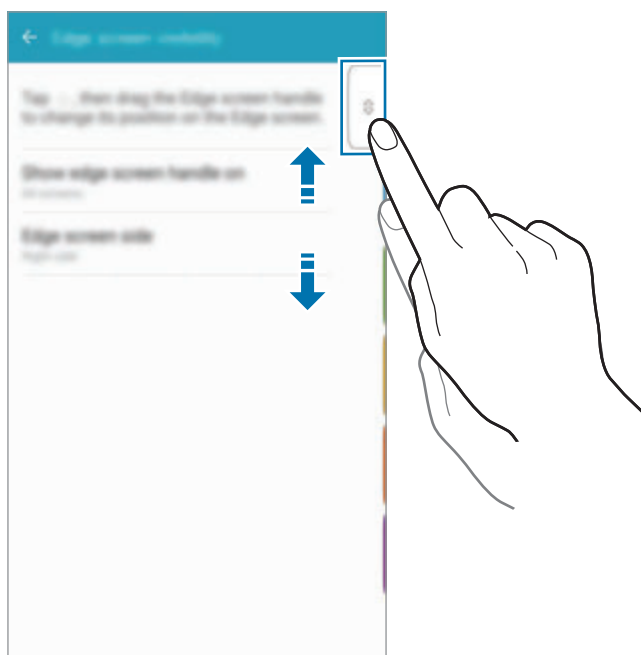 Edge screen visibility
Tap , then drag the Edge screen handle
to change its position on the Edge screen.
Show edge screen handle on
All screens
Edge screen side
Right side